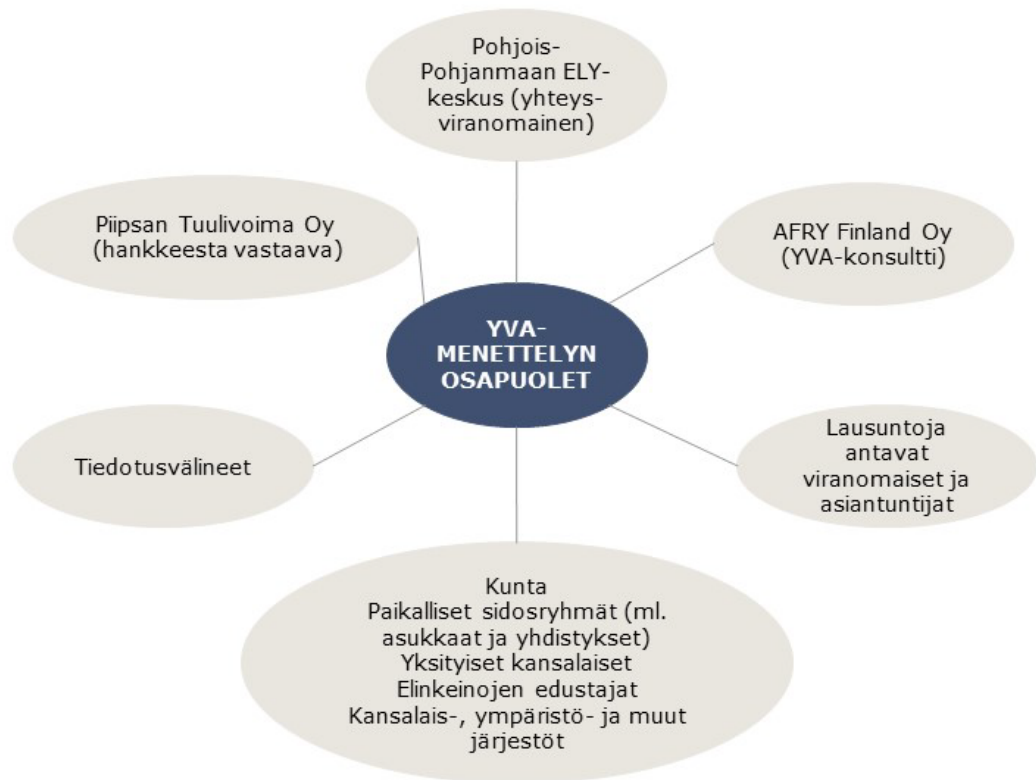 Pohjois-
Pohjanmaan ELY-
keskus (yhteys-
viranomainen)
Piipsan Tuulivoima Oy
(hankkeesta vastaava)
AFRY Finland Oy
(YVA-konsultti)
YVA-
MENETTELYN
OSAPUOLET
Tiedotusvälineet
Lausuntoja
antavat
viranomaiset ja
asiantuntijat
Kunta
Paikalliset sidosryhmät (ml.
asukkaat ja yhdistykset)
Yksityiset kansalaiset
Elinkeinojen edustajat
Kansalais-, ympäristö- ja muut
järjestöt